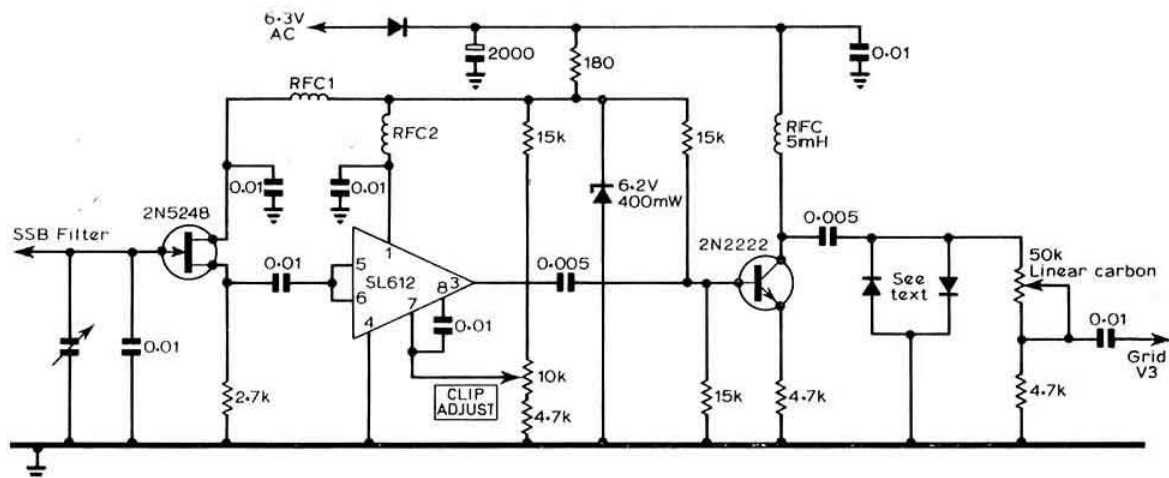 6·3V
AC
2000
180
0·01
RFC1
RFC2
15k
15k
RFC
5mH
0·01
0·01
6·2V
400mW
2N5248
SSB Filter
0·005
2N2222
50k
Linear carbon
See
text
0·01
0·005
5
6
1
SL612
8
3
7
4
0·01
0·01
0·01
Grid
V3
2·7k
CLIP
ADJUST
10k
4·7k
15k
4·7k
4·7k